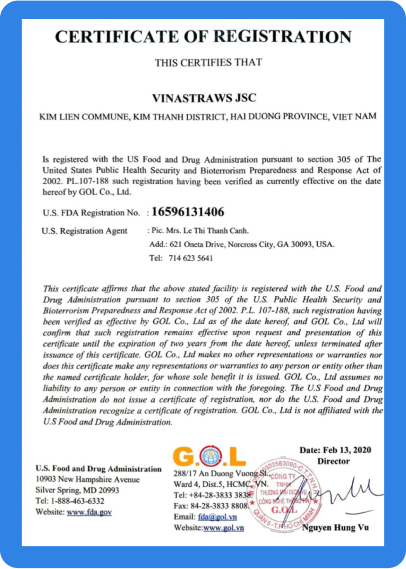 CERTIFICATE OF REGISTRATION
THIS CERTIFIES THAT
VINASTRAWS JSC
KIM LIEN COMMUNE, KIM THANH DISTRICT, HAI DUONG PROVINCE, VIET NAM
Is registered with the US Food and Drug Administration pursuant to section 305 of The
United States Public Health Security and Bioterrorism Preparedness and Response Act of
2002. PL.107-188 such registration having been verified as currently effective on the date
hereof by GOL Co., Ltd.
U.S. FDA Registration No. : 16596131406
U.S. Registration Agent : Pic. Mrs. Le Thi Thanh Canh.
Add.: 621 Oneta Drive, Norcross City, GA 30093, USA.
Tel: 714 623 5641
This certificate affirms that the above stated facility is registered with the U.S. Food and
Drug Administration pursuant to section 305 of the U.S. Public Health Security and
Bioterrorism Preparedness and Response Act of 2002. P.L. 107-188, such registration having
been verified as effective by GOL Co., Ltd as of the date hereof, and GOL Co., Ltd will
confirm that such registration remains effective upon request and presentation of this
certificate until the expiration of two years from the date hereof, unless terminated after
issuance of this certificate. GOL Co., Ltd makes no other representations or warranties nor
does this certificate make any representations or warranties to any person or entity other than
the named certificate holder, for whose sole benefit it is issued. GOL Co., Ltd assumes no
liability to any person or entity in connection with the foregoing. The U.S Food and Drug
Administration do not issue a certificate of registration, nor do the U.S. Food and Drug
Administration recognize a certificate of registration. GOL Co., Ltd is not affiliated with the
U.S Food and Drug Administration.
U.S. Food and Drug Administration
10903 New Hampshire Avenue
Silver Spring, MD 20993
Tel: 1-888-463-6332
Website: www.fda.gov
G.O.L
288/17 An Duong Vuong St.,
Ward 4, Dist.5, HCMC, VN.
Tel: +84-28-3833 3838
Fax: 84-28-3833 8808.
Email: fda@gol.vn
Website:www.gol.vn
Date: Feb 13, 2020
Director
CÔNG TY
TNHH
G.O.L
Nguyen Hung Vu